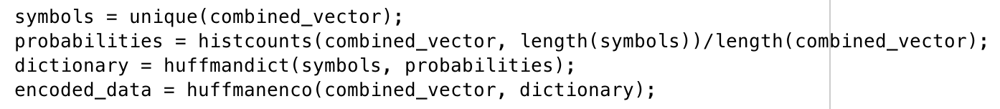 symbols = unique(combined_vector);
probabilities = histcounts(combined_vector, length(symbols))/length(combined_vector);
dictionary = huffmandict(symbols, probabilities);
encoded_data = huffmanenco(combined_vector, dictionary);